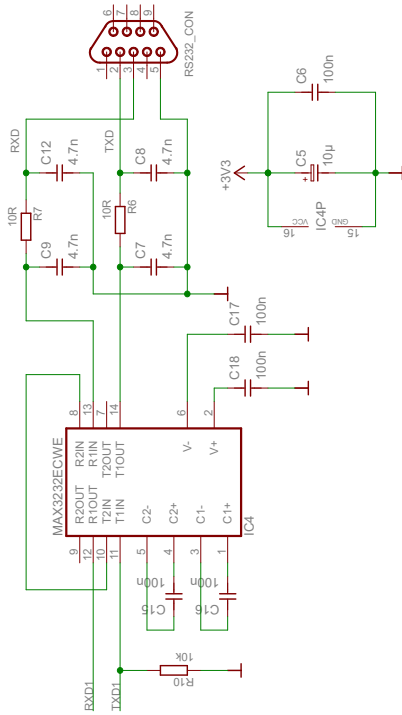 6
7
8
9
1
2
3
4
5
RS232_CON
RXD
TXD
C12
4.7n
C8
4.7n
10R
R7
10R
R6
C9
4.7n
C7
4.7n
C6
100n
C5
+
10µ
+3V3
IC4P
VCC
16
GND
15
C17
100n
C18
100n
8
13
7
14
6
2
MAX3232ECWE
R2OUT
R1OUT
T2IN
T1IN
R2IN
R1IN
T2OUT
T1OUT
C2-
C2+
C1-
C1+
V-
V+
IC4
9
12
10
11
5
4
3
1
C15
100n
C16
100n
R10
10k
RXD1
TXD1